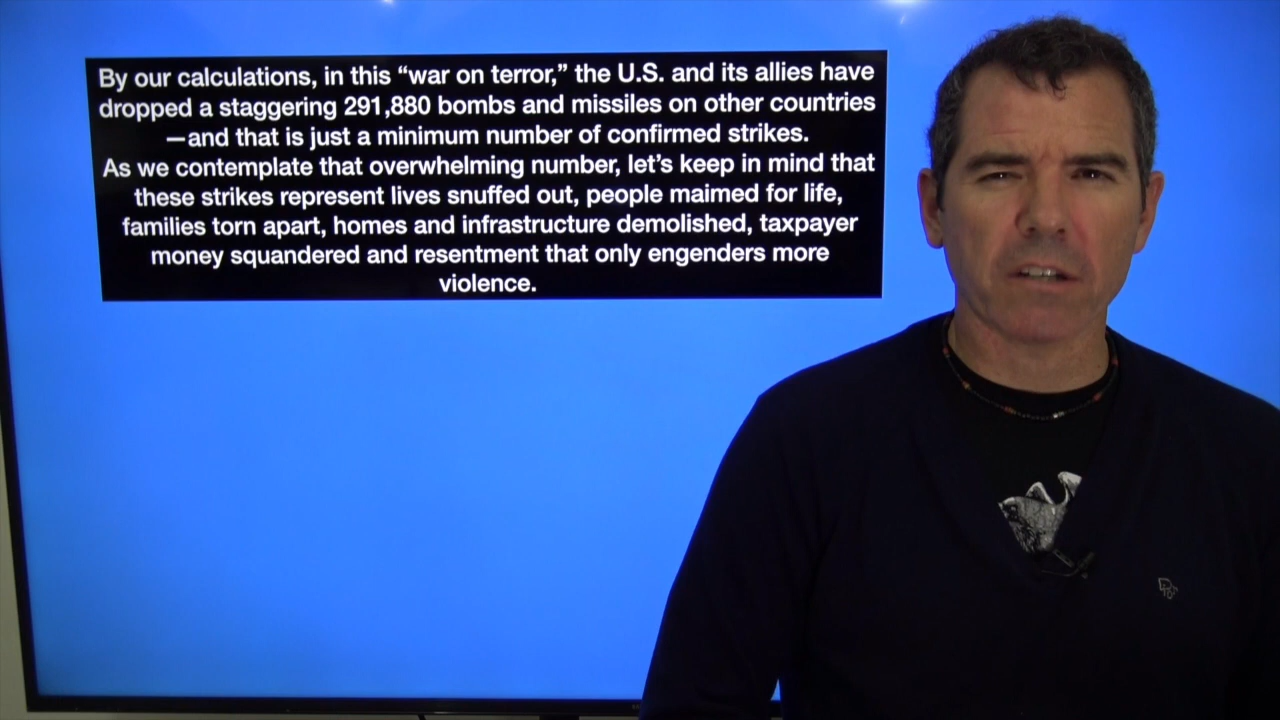 By our calculations, in this “war on terror,” the U.S. and its allies have
dropped a staggering 291,880 bombs and missiles on other countries
—and that is just a minimum number of confirmed strikes.
As we contemplate that overwhelming number, let’s keep in mind that
these strikes represent lives snuffed out, people maimed for life,
families torn apart, homes and infrastructure demolished, taxpayer
money squandered and resentment that only engenders more
violence.